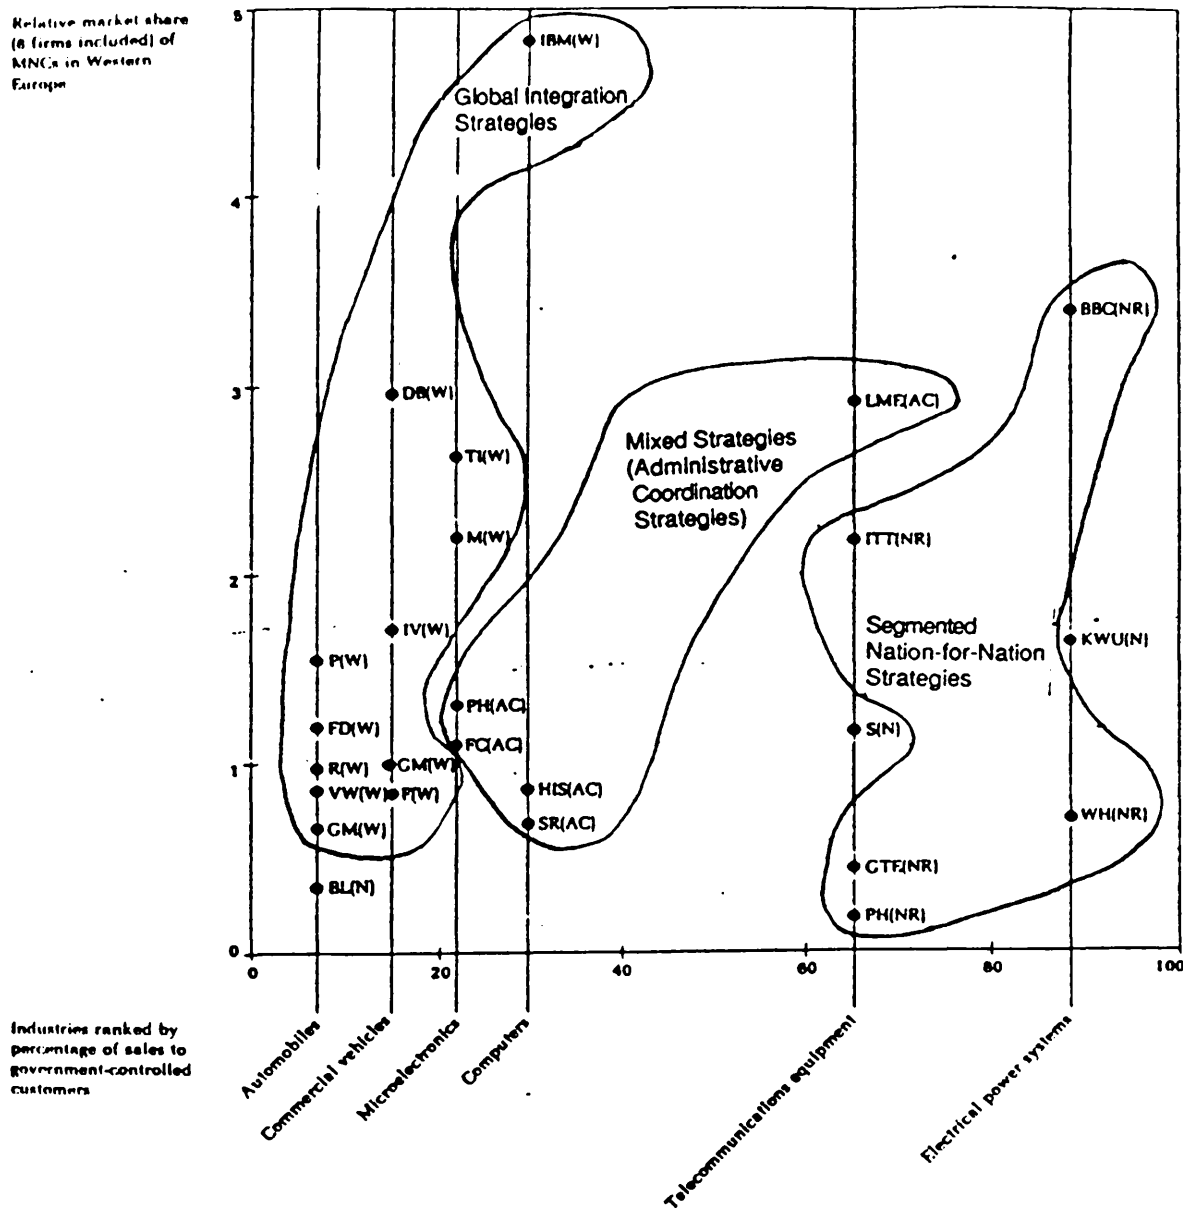 Relative market share
(8 firms included) of
MNCs in Western
Europe
5
4
3
2
1
0
IBM(W)
Global Integration
Strategies
BBC(NR)
DB(W)
LME(AC)
Mixed Strategies
(Administrative
Coordination
Strategies)
TI(W)
M(W)
ITT(NR)
IV(W)
Segmented
Nation-for-Nation
Strategies
KWU(N)
P(W)
PH(AC)
FD(W)
S(N)
FC(AC)
R(W)
GM(W)
VW(W)
F(W)
HIS(AC)
SR(AC)
WH(NR)
GM(W)
BL(N)
GTE(NR)
PH(NR)
0
20
40
60
80
100
Industries ranked by
percentage of sales to
government-controlled
customers
Automobiles
Commercial vehicles
Microelectronics
Computers
Telecommunications equipment
Electrical power systems